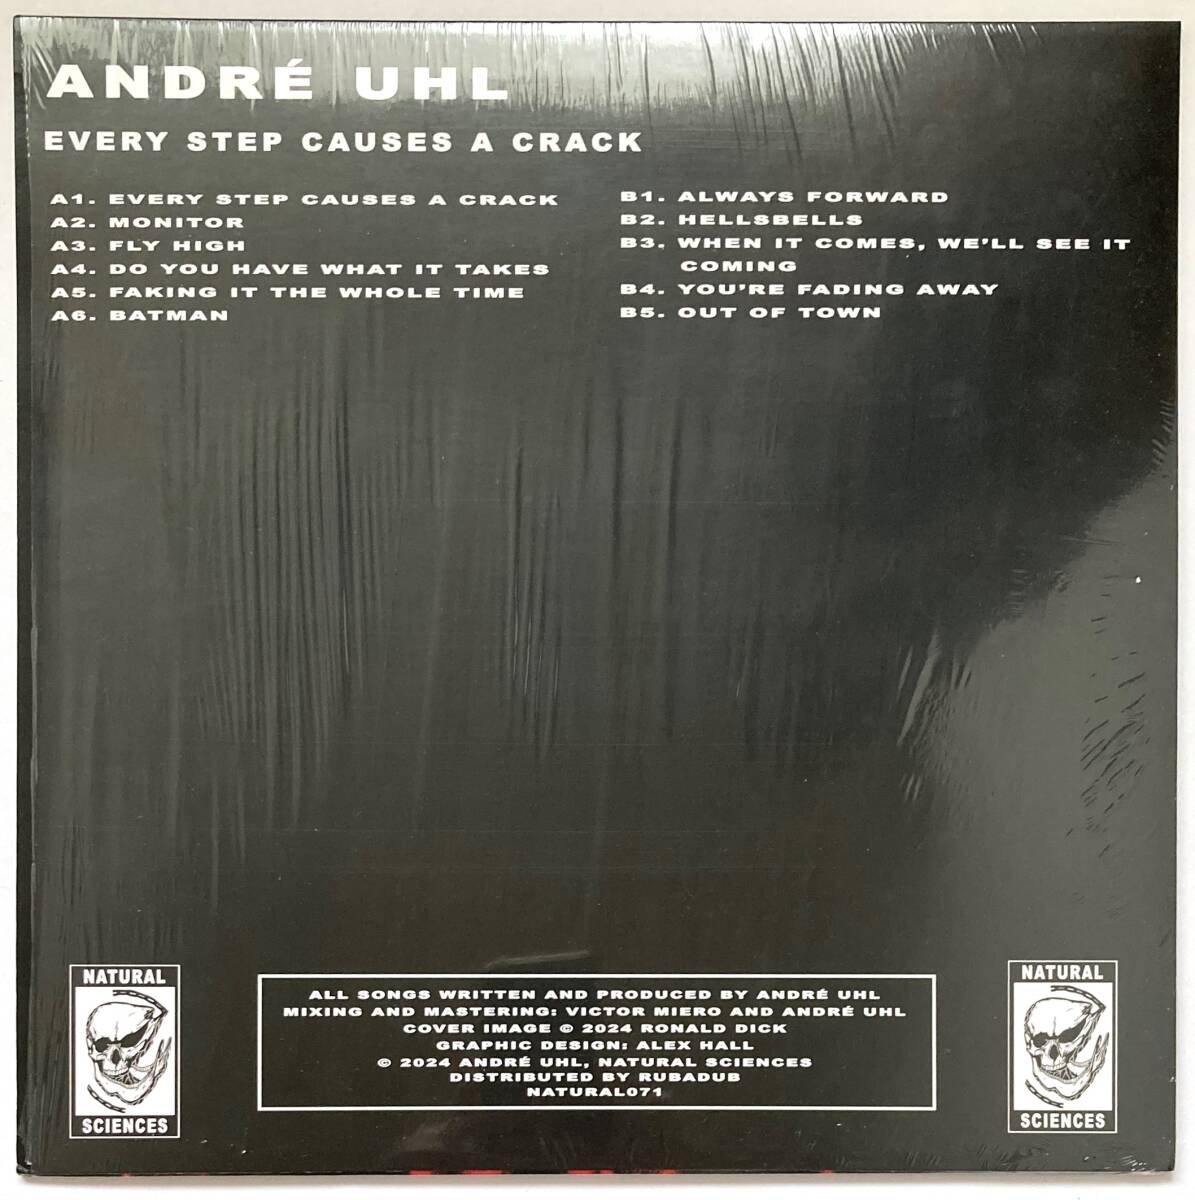 ANDRÉ UHL
EVERY STEP CAUSES A CRACK
A1. EVERY STEP CAUSES A CRACK
A2. MONITOR
A3. FLY HIGH
A4. DO YOU HAVE WHAT IT TAKES
A5. FAKING IT THE WHOLE TIME
A6. BATMAN
B1. ALWAYS FORWARD
B2. HELLSBELLS
B3. WHEN IT COMES, WE'LL SEE IT
COMING
B4. YOU'RE FADING AWAY
B5. OUT OF TOWN
NATURAL
SCIENCES
ALL SONGS WRITTEN AND PRODUCED BY ANDRÉ UHL
MIXING AND MASTERING: VICTOR MIERO AND ANDRÉ UHL
COVER IMAGE © 2024 RONALD DICK
GRAPHIC DESIGN: ALEX HALL
© 2024 ANDRÉ UHL, NATURAL SCIENCES
DISTRIBUTED BY RUBADUB
NATURAL071
NATURAL
SCIENCES